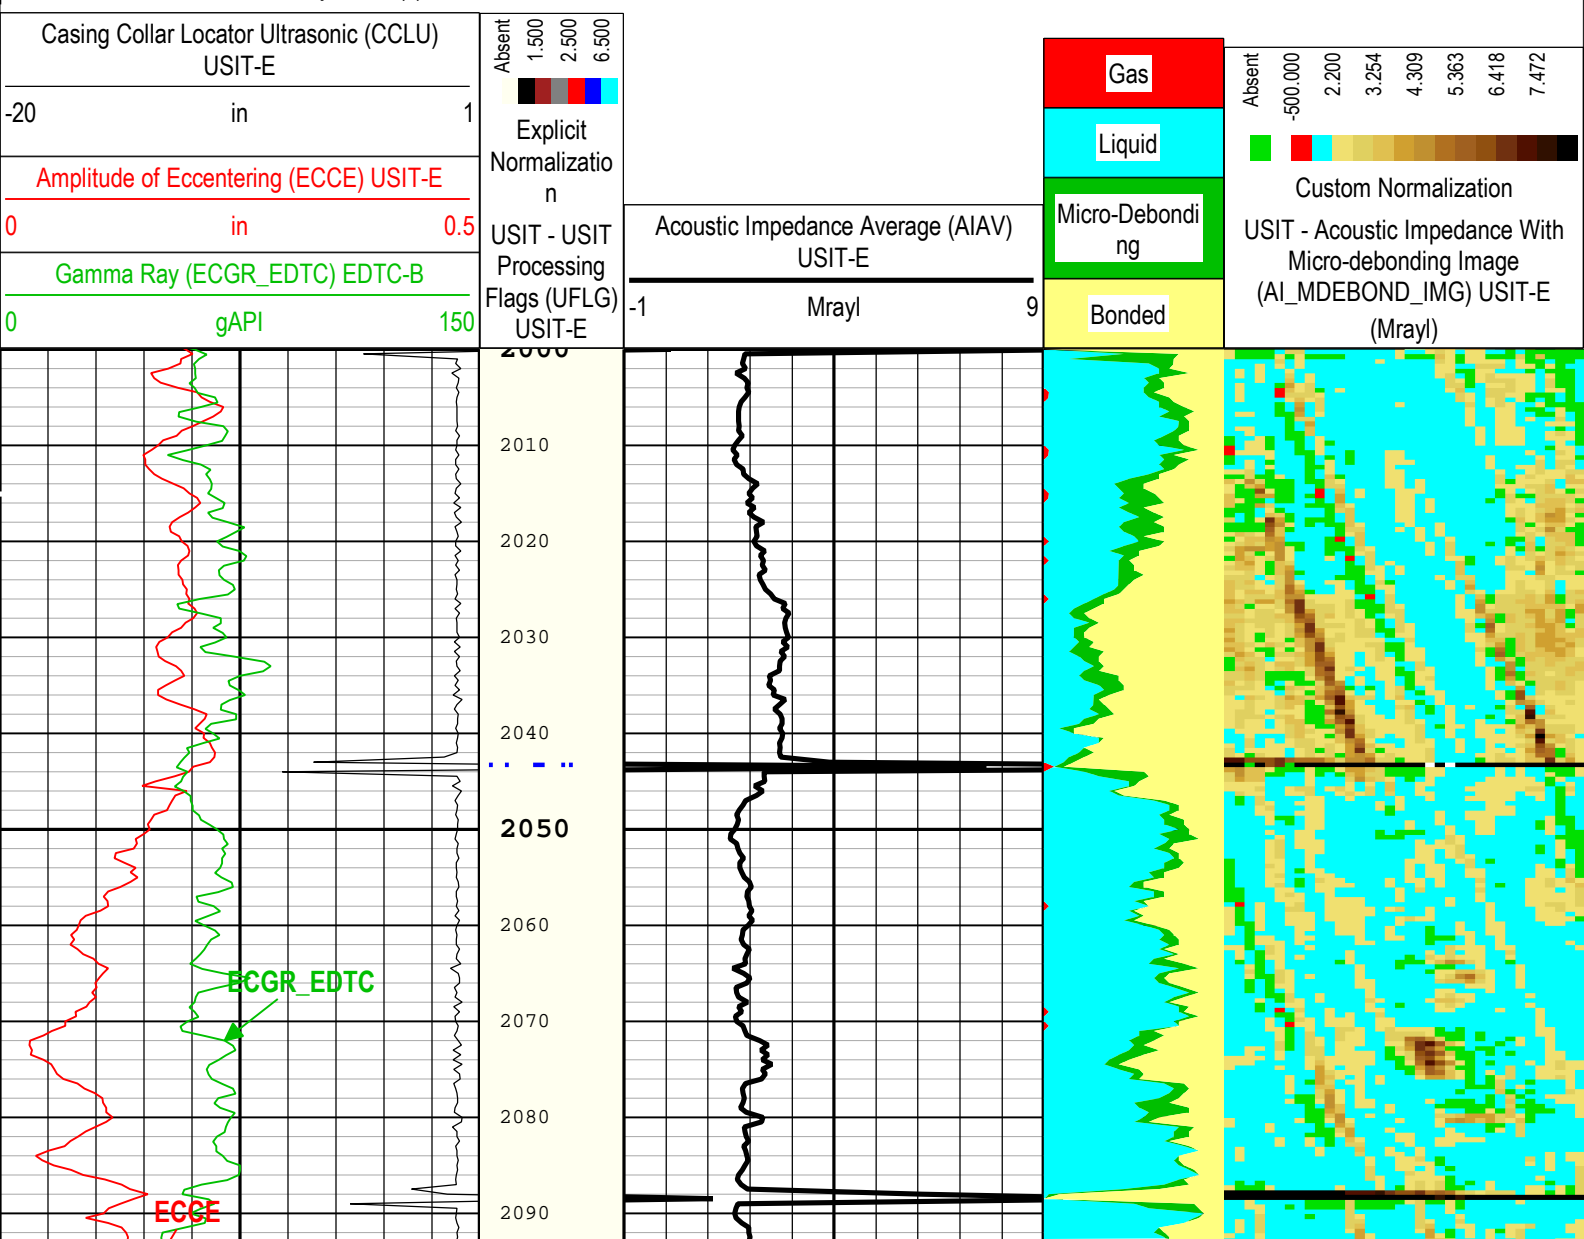 Casing Collar Locator Ultrasonic (CCLU)
USIT-E
-20 in 1
Amplitude of Eccentering (ECCE) USIT-E
0 in 0.5
Gamma Ray (ECGR_EDTC) EDTC-B
0 gAPI 150
Absent 1.500 2.500 6.500
Explicit
Normalizatio
n
USIT - USIT
Processing
Flags (UFLG)
USIT-E
Acoustic Impedance Average (AIAV)
USIT-E
-1 Mrayl 9
Gas
Liquid
Micro-Debondi
ng
Bonded
Absent -500.000 2.200 3.254 4.309 5.363 6.418 7.472
Custom Normalization
USIT - Acoustic Impedance With
Micro-debonding Image
(AI_MDEBOND_IMG) USIT-E
(Mrayl)
2000
2010
2020
2030
2040
2050
2060
ECGR_EDTC
2070
2080
2090
ECCE